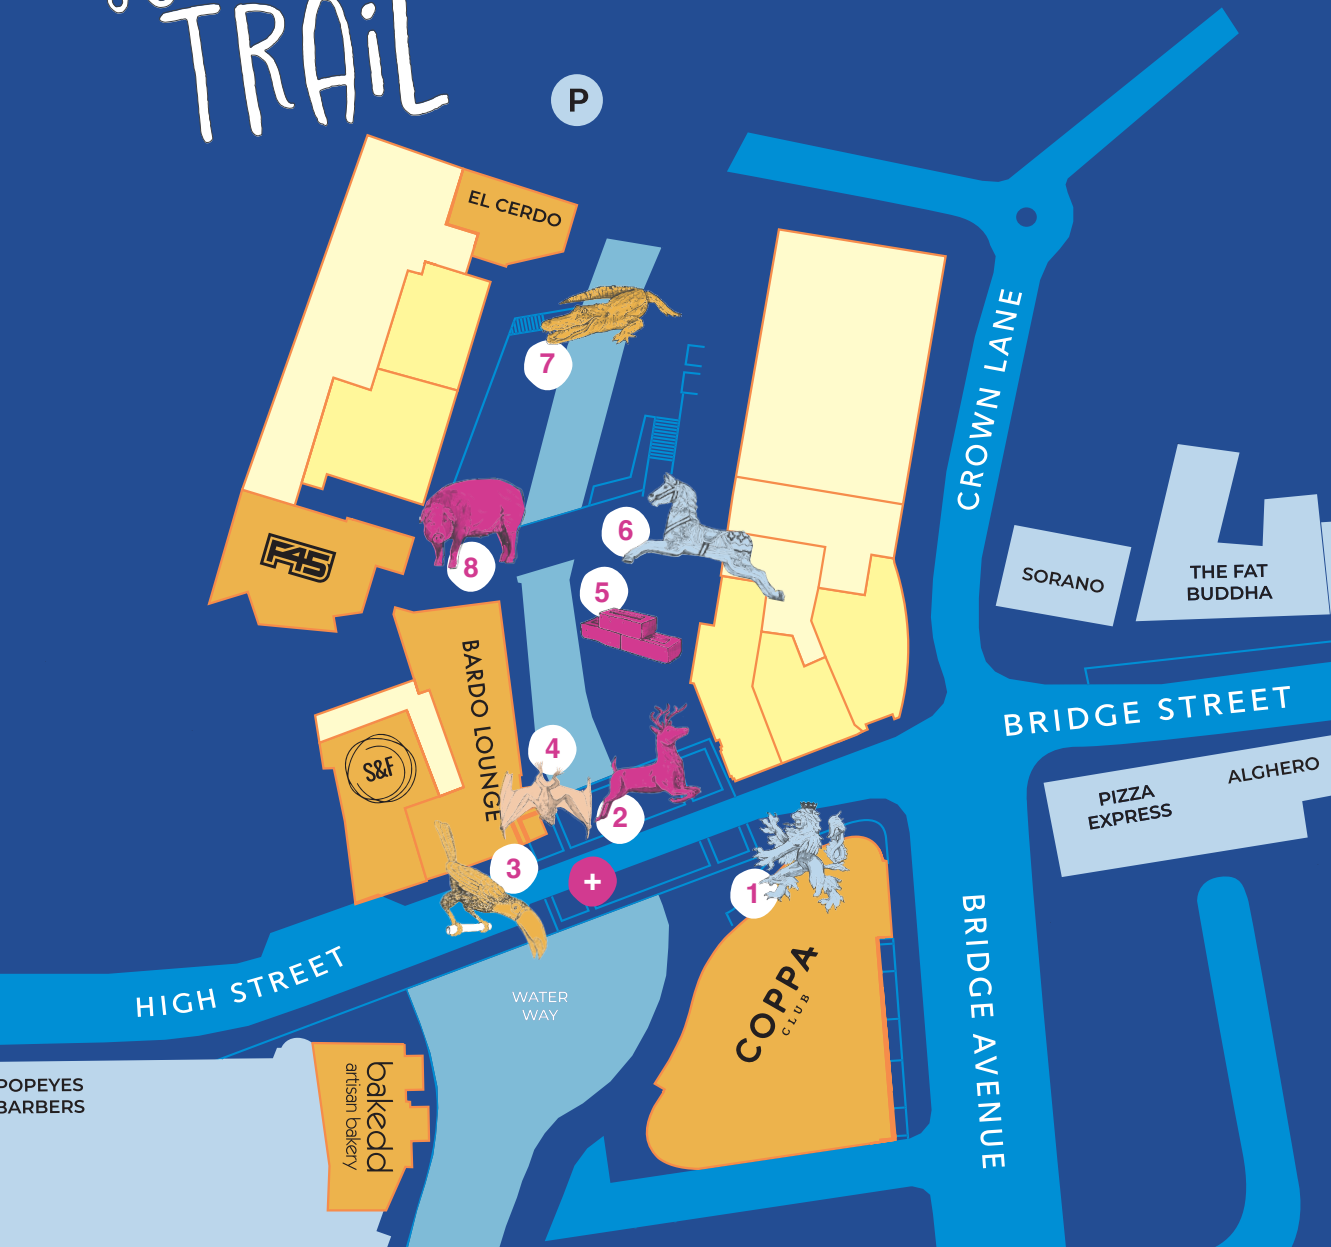 TRAiL
P
EL CERDO
7
CROWN LANE
6
8
5
F45
SORANO
THE FAT
BUDDHA
BARDO LOUNGE
BRIDGE STREET
4
S&F
2
ALGHERO
PIZZA
EXPRESS
3
+
1
HIGH STREET
WATER
WAY
COPPA
CLUB
BRIDGE AVENUE
POPEYES
BARBERS
bakedd
artisan bakery